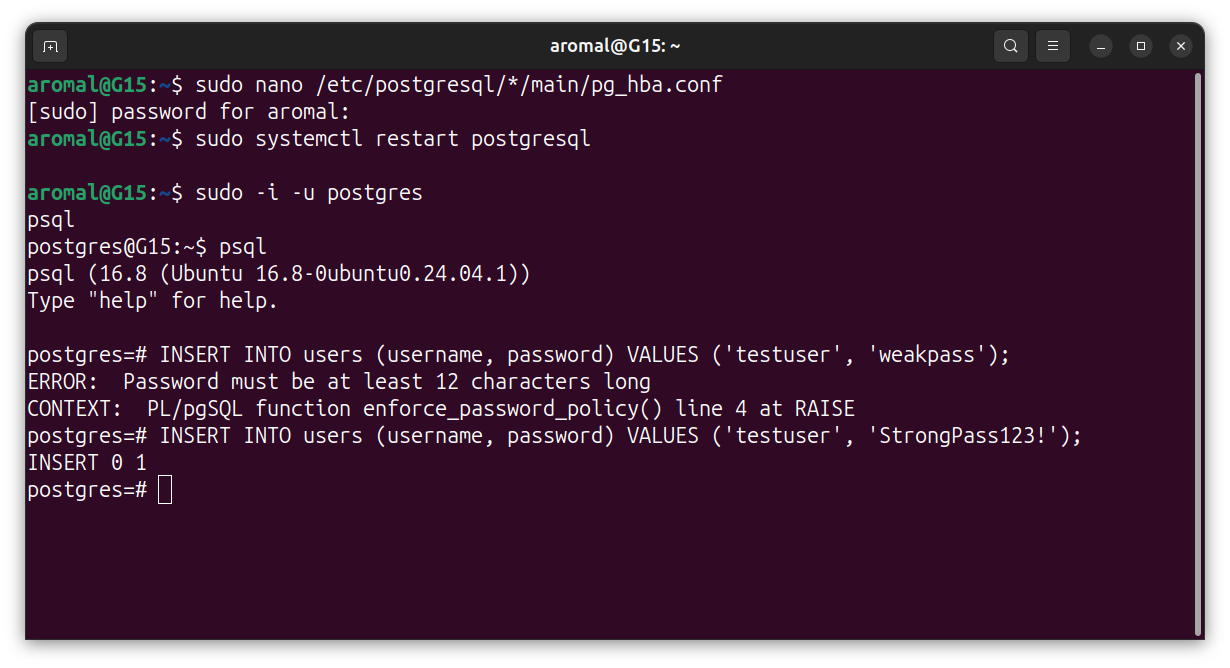 aromal@G15: ~
aromal@G15:~$ sudo nano /etc/postgresql/*/main/pg_hba.conf
[sudo] password for aromal:
aromal@G15:~$ sudo systemctl restart postgresql
aromal@G15:~$ sudo -i -u postgres
psql
postgres@G15:~$ psql
psql (16.8 (Ubuntu 16.8-0ubuntu0.24.04.1))
Type "help" for help.
postgres=# INSERT INTO users (username, password) VALUES ('testuser', 'weakpass');
ERROR:  Password must be at least 12 characters long
CONTEXT:  PL/pgSQL function enforce_password_policy() line 4 at RAISE
postgres=# INSERT INTO users (username, password) VALUES ('testuser', 'StrongPass123!');
INSERT 0 1
postgres=#